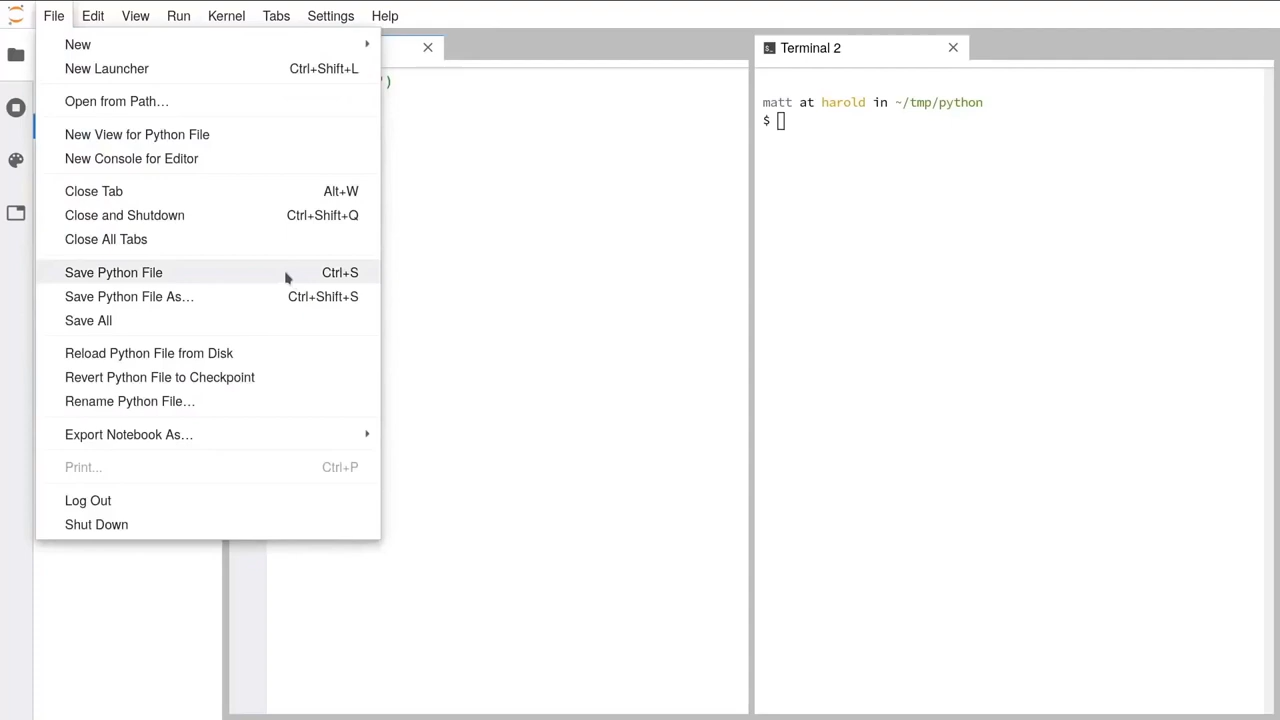 File Edit View Run Kernel Tabs Settings Help
New
New Launcher Ctrl+Shift+L
Open from Path…
New View for Python File
New Console for Editor
Close Tab Alt+W
Close and Shutdown Ctrl+Shift+Q
Close All Tabs
Save Python File Ctrl+S
Save Python File As… Ctrl+Shift+S
Save All
Reload Python File from Disk
Revert Python File to Checkpoint
Rename Python File…
Export Notebook As…
Print... Ctrl+P
Log Out
Shut Down
")
Terminal 2
matt at harold in ~/tmp/python
$